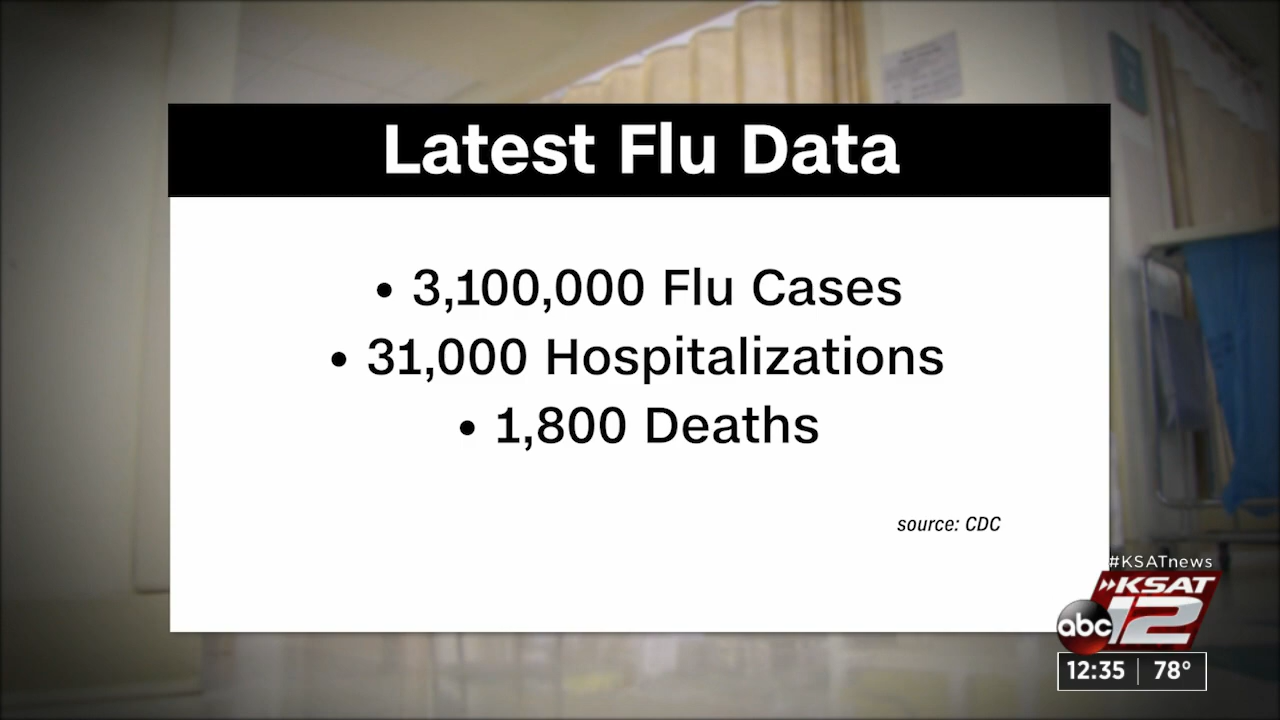 Latest Flu Data
• 3,100,000 Flu Cases
• 31,000 Hospitalizations
• 1,800 Deaths
source: CDC
#KSATnews
KSAT
abc 12
12:35 | 78°